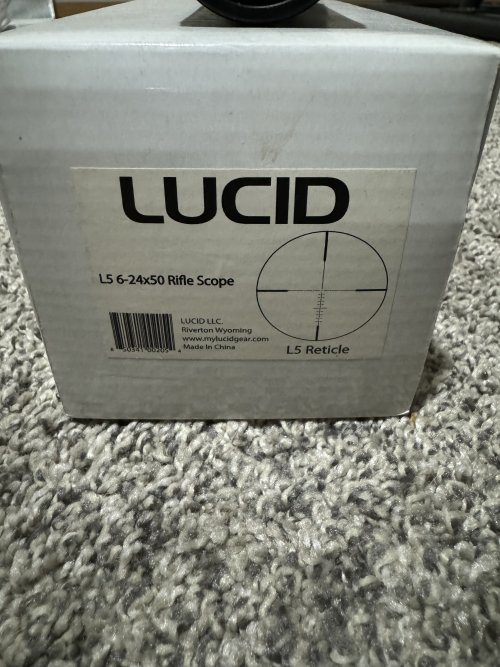 LUCID
L5 6-24x50 Rifle Scope
LUCID LLC.
Riverton Wyoming
www.mylucidgear.com
Made In China
L5 Reticle